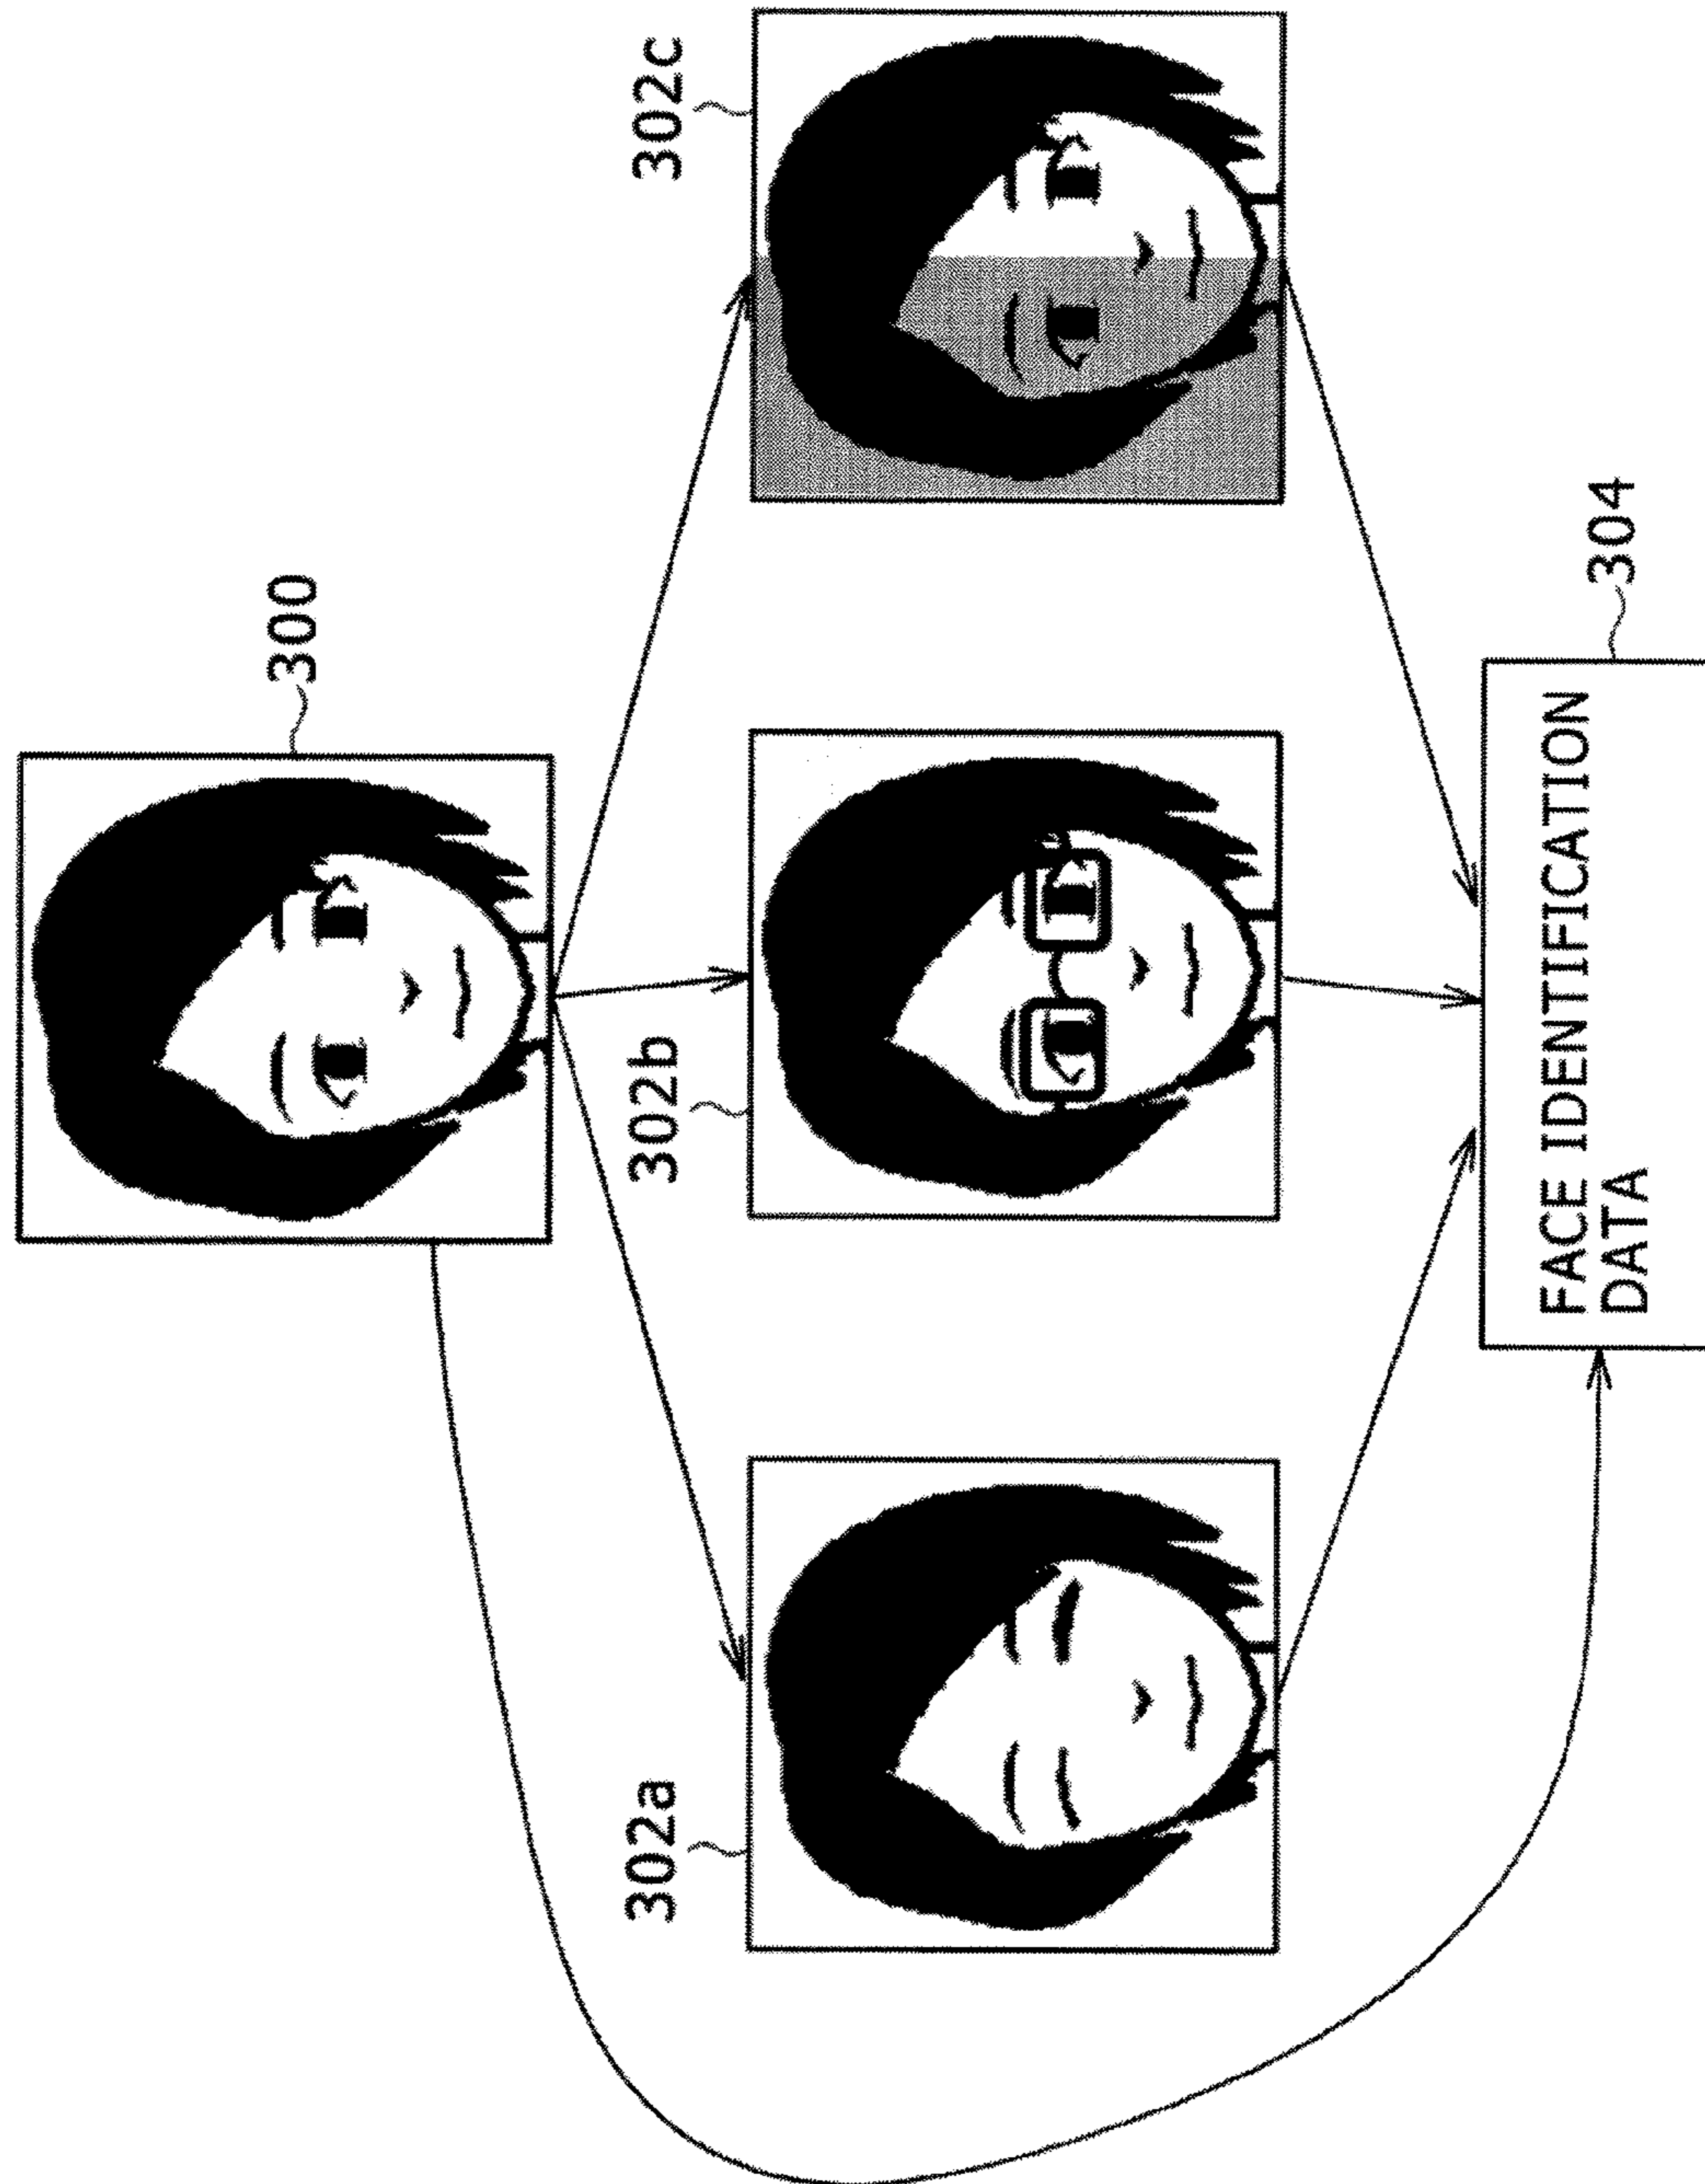 300
302a
302b
302c
FACE IDENTIFICATION
DATA
304